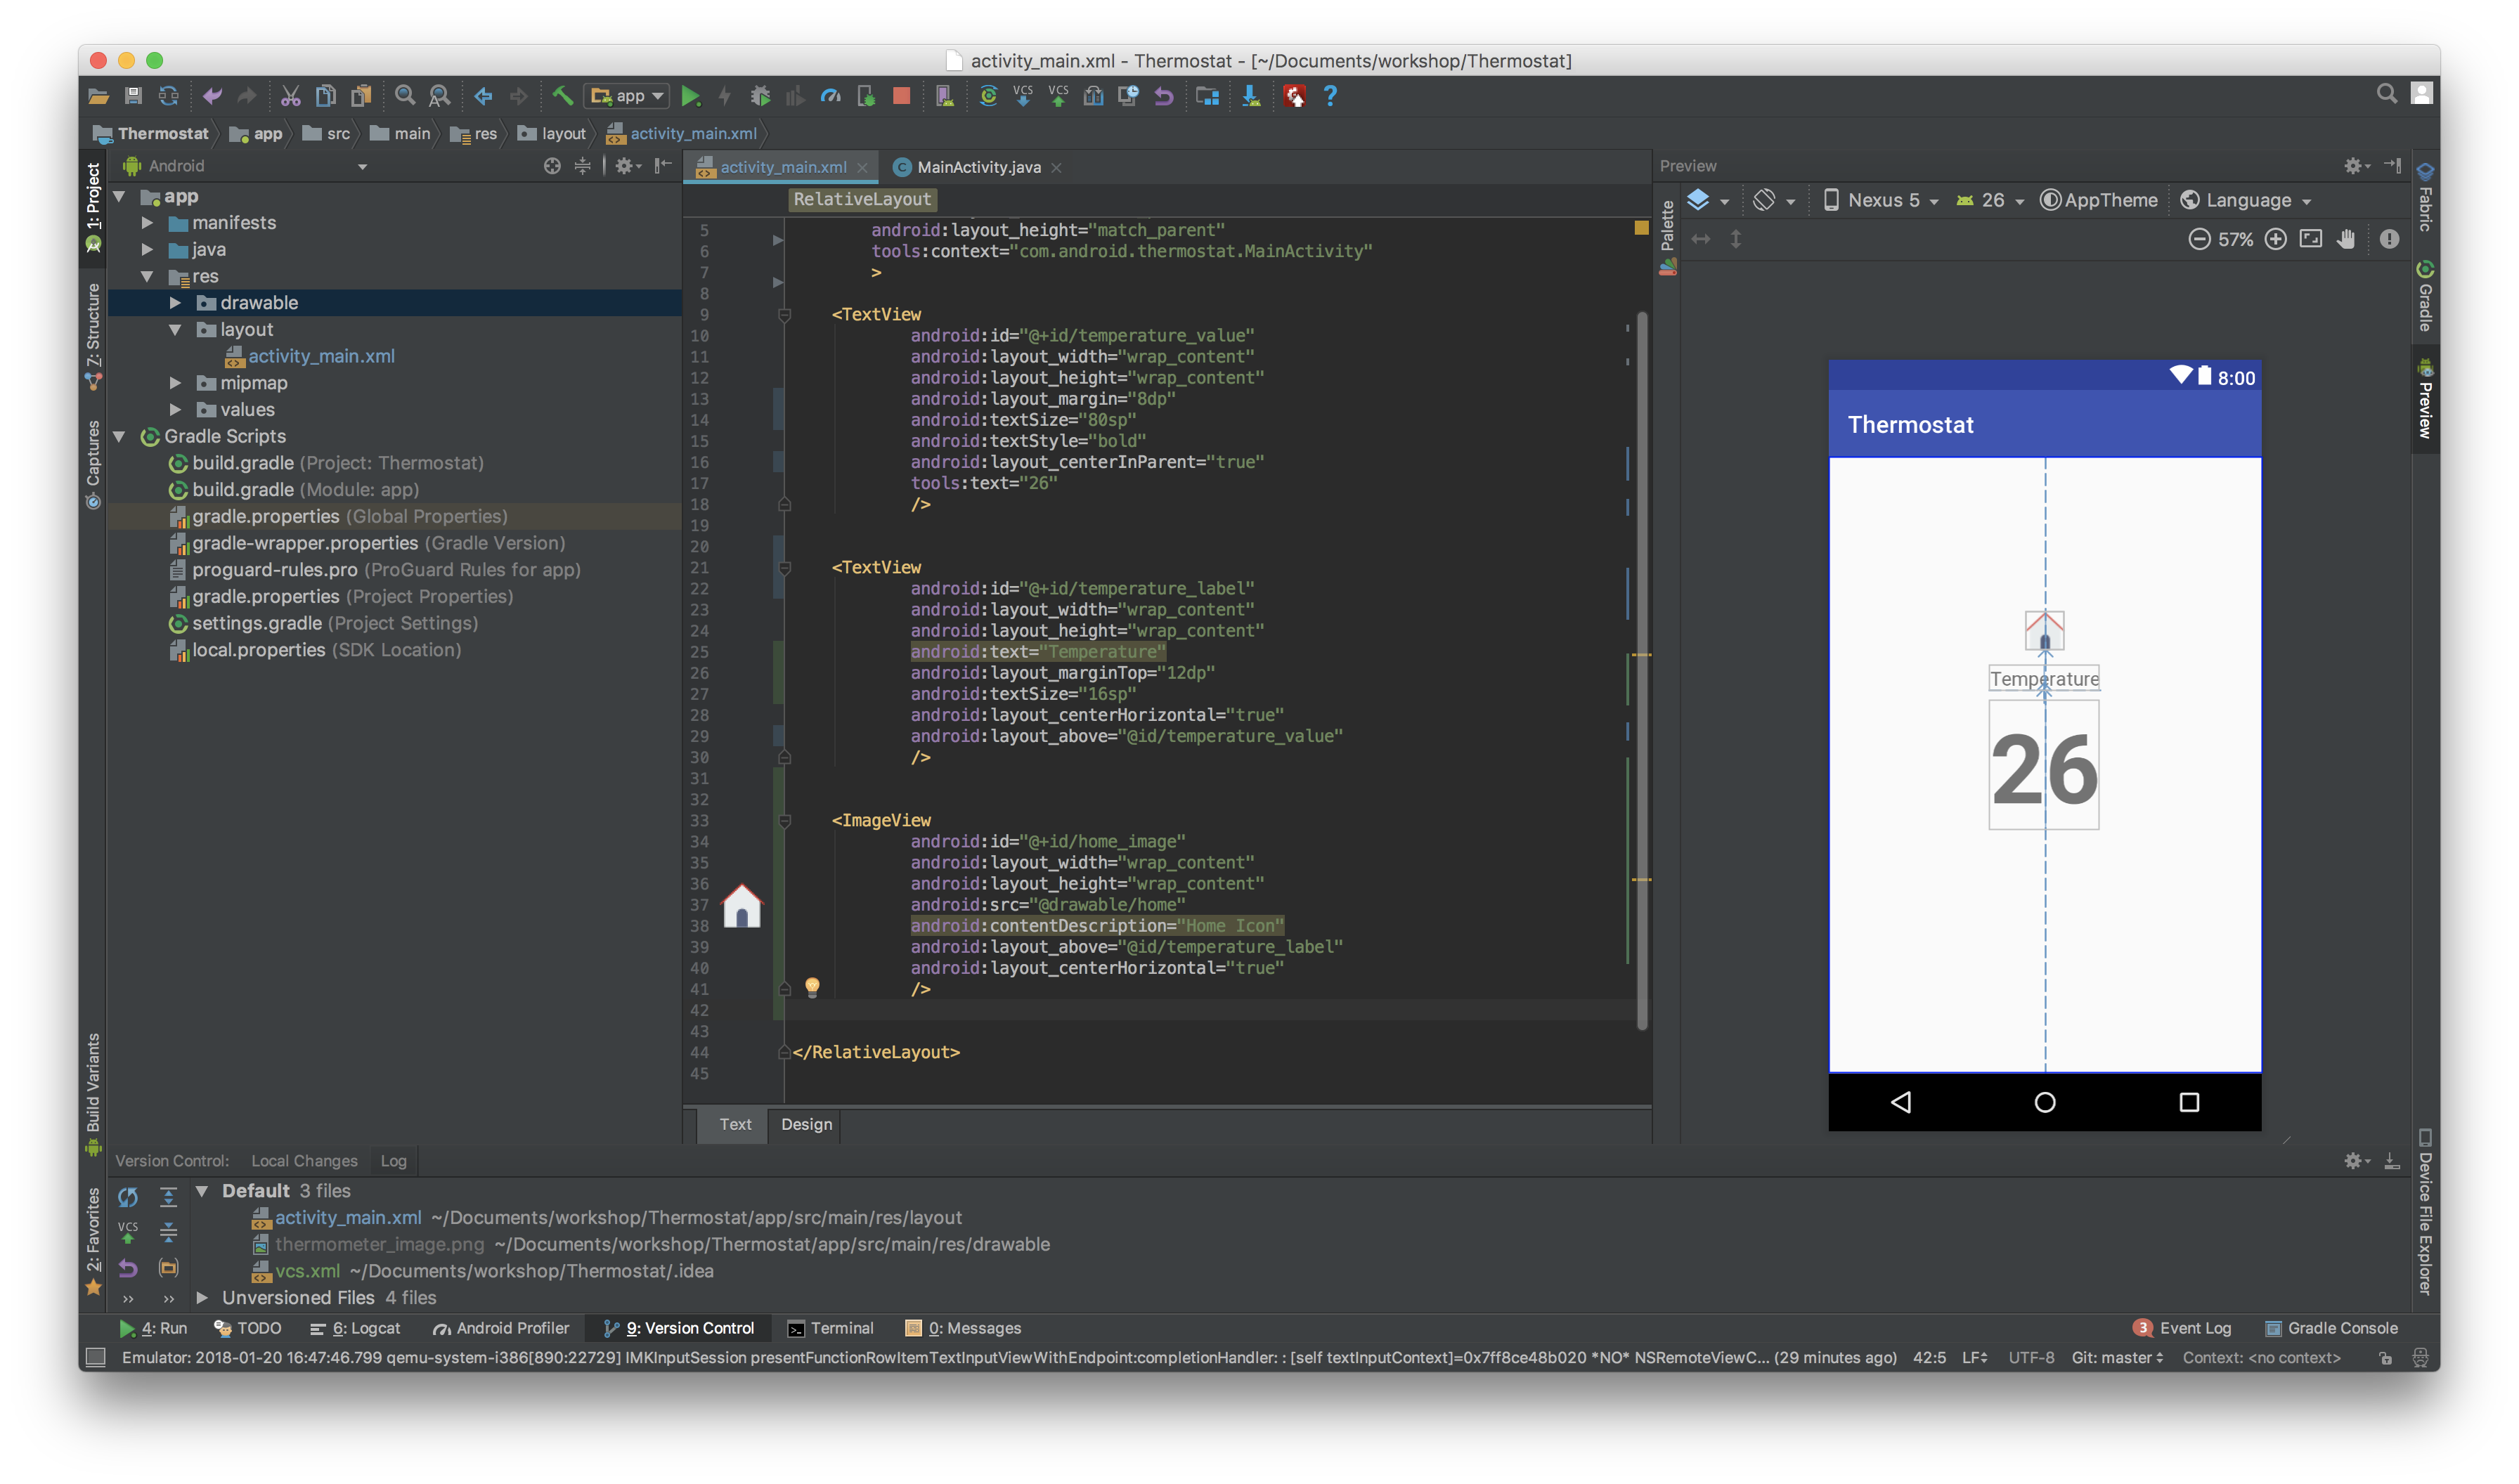 activity_main.xml - Thermostat - [~/Documents/workshop/Thermostat]
app
VCS VCS
?
Thermostat app src main res layout activity_main.xml
Android
activity_main.xml MainActivity.java
Preview
RelativeLayout
Nexus 5 26 AppTheme Language
57%
1: Project
Z: Structure
Captures
Build Variants
2: Favorites
app
manifests
java
res
drawable
layout
activity_main.xml
mipmap
values
Gradle Scripts
build.gradle (Project: Thermostat)
build.gradle (Module: app)
gradle.properties (Global Properties)
gradle-wrapper.properties (Gradle Version)
proguard-rules.pro (ProGuard Rules for app)
gradle.properties (Project Properties)
settings.gradle (Project Settings)
local.properties (SDK Location)
5 android:layout_height="match_parent"
6 tools:context="com.android.thermostat.MainActivity"
7 >
8
9 <TextView
10 android:id="@+id/temperature_value"
11 android:layout_width="wrap_content"
12 android:layout_height="wrap_content"
13 android:layout_margin="8dp"
14 android:textSize="80sp"
15 android:textStyle="bold"
16 android:layout_centerInParent="true"
17 tools:text="26"
18 />
19
20
21 <TextView
22 android:id="@+id/temperature_label"
23 android:layout_width="wrap_content"
24 android:layout_height="wrap_content"
25 android:text="Temperature"
26 android:layout_marginTop="12dp"
27 android:textSize="16sp"
28 android:layout_centerHorizontal="true"
29 android:layout_above="@id/temperature_value"
30 />
31
32
33 <ImageView
34 android:id="@+id/home_image"
35 android:layout_width="wrap_content"
36 android:layout_height="wrap_content"
37 android:src="@drawable/home"
38 android:contentDescription="Home Icon"
39 android:layout_above="@id/temperature_label"
40 android:layout_centerHorizontal="true"
41 />
42
43
44 </RelativeLayout>
45
Text Design
Palette
8:00
Thermostat
Temperature
26
Fabric
Gradle
Preview
Device File Explorer
Version Control: Local Changes Log
Default 3 files
activity_main.xml ~/Documents/workshop/Thermostat/app/src/main/res/layout
VCS
thermometer_image.png ~/Documents/workshop/Thermostat/app/src/main/res/drawable
vcs.xml ~/Documents/workshop/Thermostat/.idea
Unversioned Files 4 files
4: Run TODO 6: Logcat Android Profiler 9: Version Control Terminal 0: Messages 3 Event Log Gradle Console
Emulator: 2018-01-20 16:47:46.799 qemu-system-i386[890:22729] IMKInputSession presentFunctionRowItemTextInputViewWithEndpoint:completionHandler: : [self textInputContext]=0x7ff8ce48b020 *NO* NSRemoteViewC... (29 minutes ago) 42:5 LF UTF-8 Git: master Context: <no context>